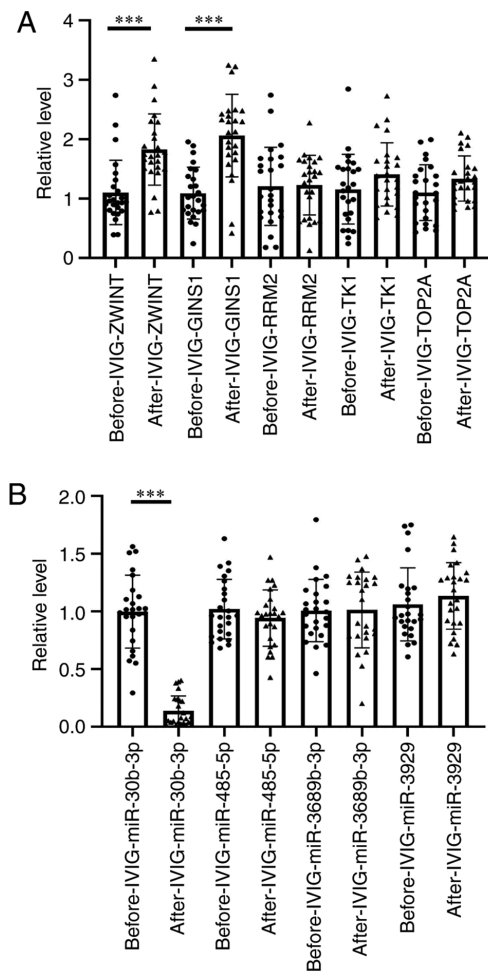 A
*** ***
4
3
2
1
0
Relative level
Before-IVIG-ZWINT
After-IVIG-ZWINT
Before-IVIG-GINS1
After-IVIG-GINS1
Before-IVIG-RRM2
After-IVIG-RRM2
Before-IVIG-TK1
After-IVIG-TK1
Before-IVIG-TOP2A
After-IVIG-TOP2A
B
***
2.0
1.5
1.0
0.5
0.0
Relative level
Before-IVIG-miR-30b-3p
After-IVIG-miR-30b-3p
Before-IVIG-miR-485-5p
After-IVIG-miR-485-5p
Before-IVIG-miR-3689b-3p
After-IVIG-miR-3689b-3p
Before-IVIG-miR-3929
After-IVIG-miR-3929